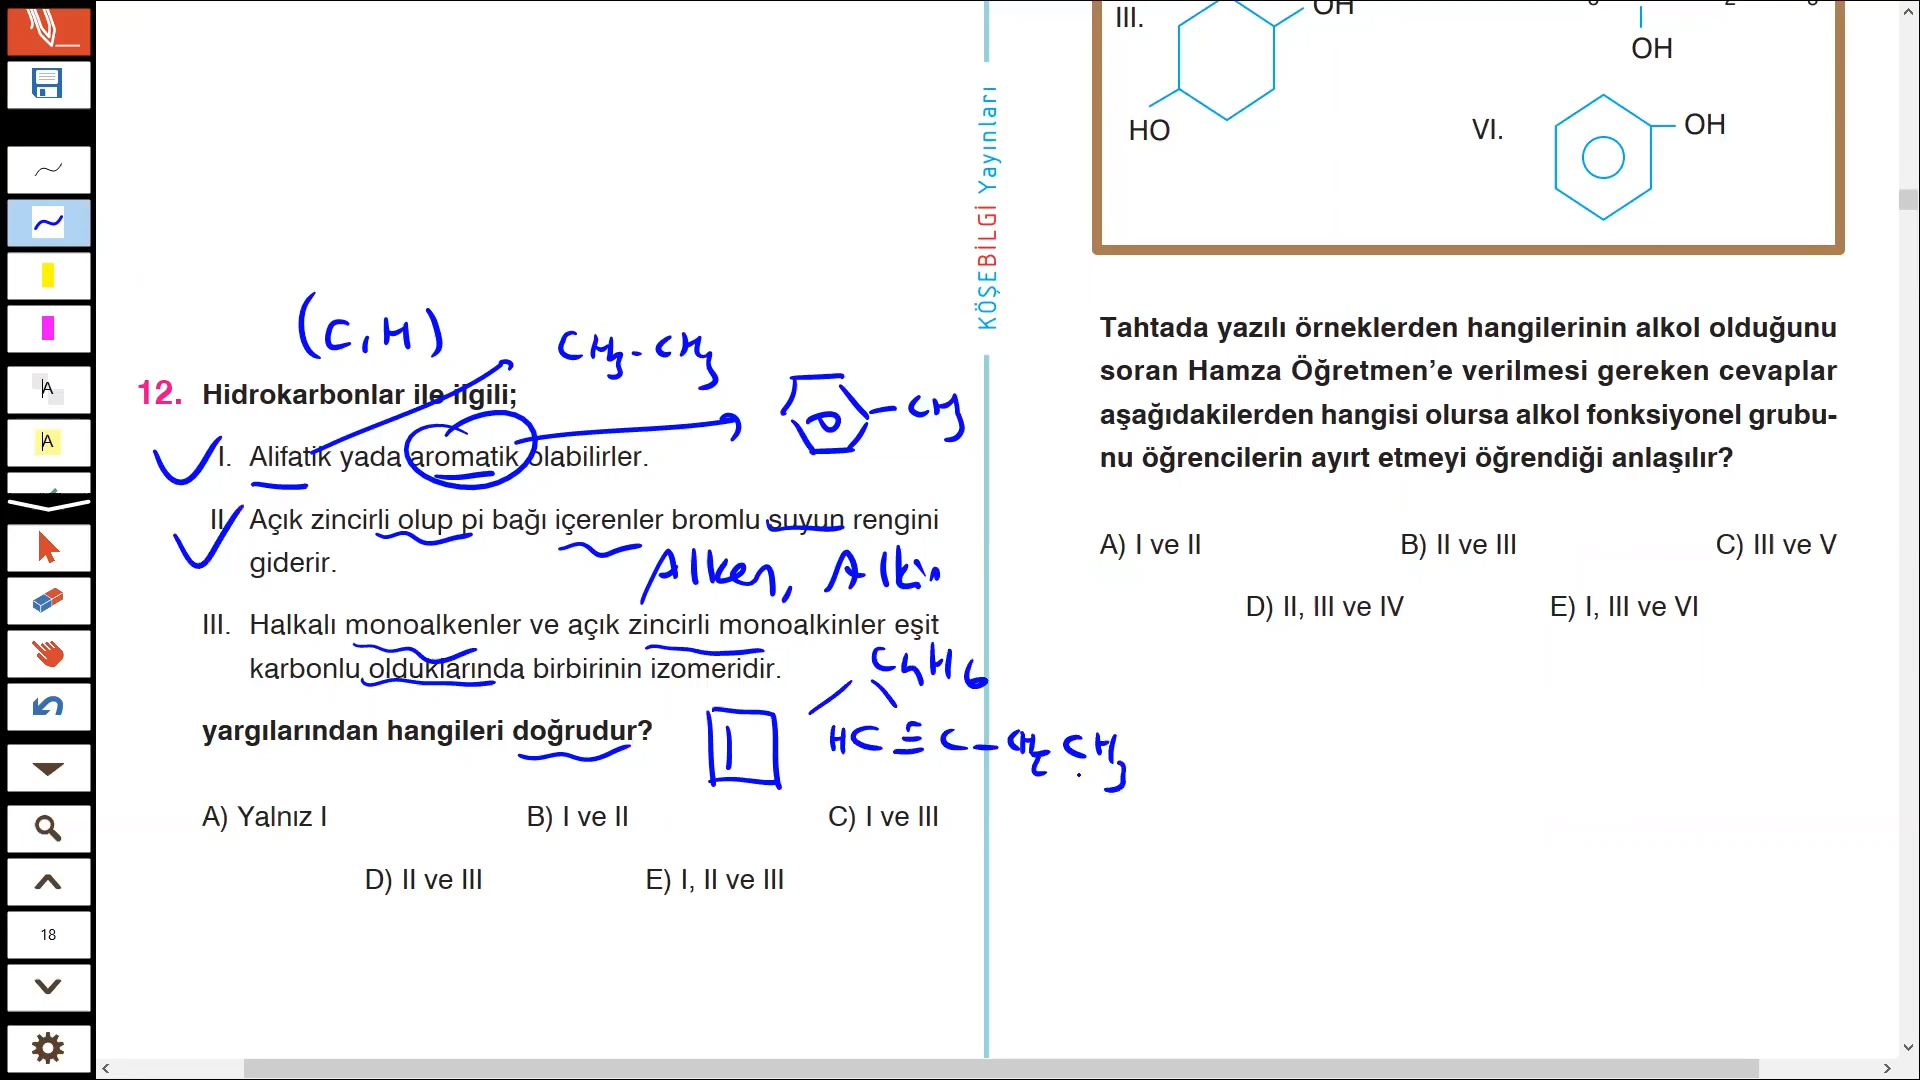 (C,H)
CH3-CH3
12. Hidrokarbonlar ile ilgili;
-CH3
I. Alifatik yada aromatik olabilirler.
II. Açık zincirli olup pi bağı içerenler bromlu suyun rengini
giderir.
Alken, Alkin
III. Halkalı monoalkenler ve açık zincirli monoalkinler eşit
karbonlu olduklarında birbirinin izomeridir.
C4H6
yargılarından hangileri doğrudur?
HC≡C-CH2 CH3
A) Yalnız I
B) I ve II
C) I ve III
D) II ve III
E) I, II ve III
KÖŞEBİLGİ Yayınları
III.
OH
HO
OH
VI.
OH
Tahtada yazılı örneklerden hangilerinin alkol olduğunu
soran Hamza Öğretmen’e verilmesi gereken cevaplar
aşağıdakilerden hangisi olursa alkol fonksiyonel grubu-
nu öğrencilerin ayırt etmeyi öğrendiği anlaşılır?
A) I ve II
B) II ve III
C) III ve V
D) II, III ve IV
E) I, III ve VI
A
A
18